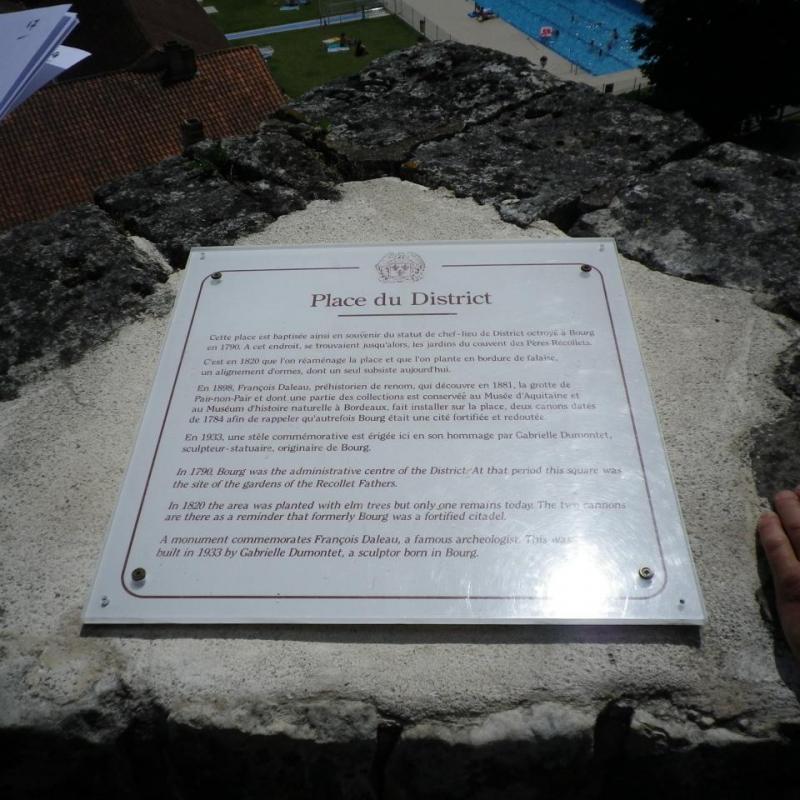 Place du District
Cette place est baptisée ainsi en souvenir du statut de chef-lieu de District octroyé à Bourg
en 1790. A cet endroit, se trouvaient jusqu'alors, les jardins du couvent des Pères Récollets.
C'est en 1820 que l'on réaménage la place et que l'on plante en bordure de falaise,
un alignement d'ormes, dont un seul subsiste aujourd'hui.
En 1898, François Daleau, préhistorien de renom, qui découvre en 1881, la grotte de
Pair-non-Pair et dont une partie des collections est conservée au Musée d'Aquitaine et
au Muséum d'histoire naturelle à Bordeaux, fait installer sur la place, deux canons datés
de 1784 afin de rappeler qu'autrefois Bourg était une cité fortifiée et redoutée.
En 1933, une stèle commémorative est érigée ici en son hommage par Gabrielle Dumontet,
sculpteur-statuaire, originaire de Bourg.
In 1790, Bourg was the administrative centre of the District. At that period this square was
the site of the gardens of the Recollet Fathers.
In 1820 the area was planted with elm trees but only one remains today. The two cannons
are there as a reminder that formerly Bourg was a fortified citadel.
A monument commemorates François Daleau, a famous archeologist. This was
built in 1933 by Gabrielle Dumontet, a sculptor born in Bourg.